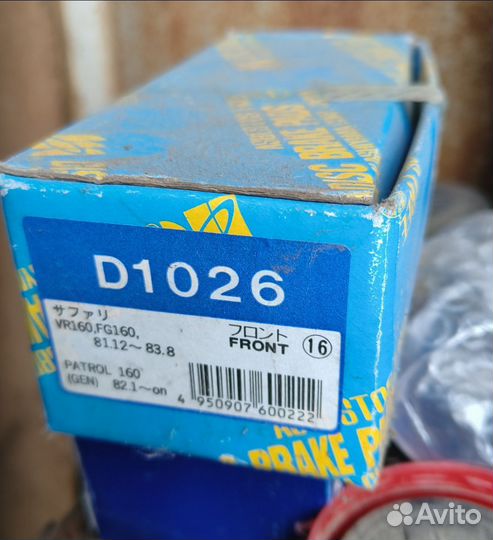 DISC BRAKE PADS
D1026
サファリ
VR160,FG160,
81.12～83.8
フロント
FRONT
16
PATROL 160
(GEN) 82.1～on
4 950907 600222
BRAKE P
Avito